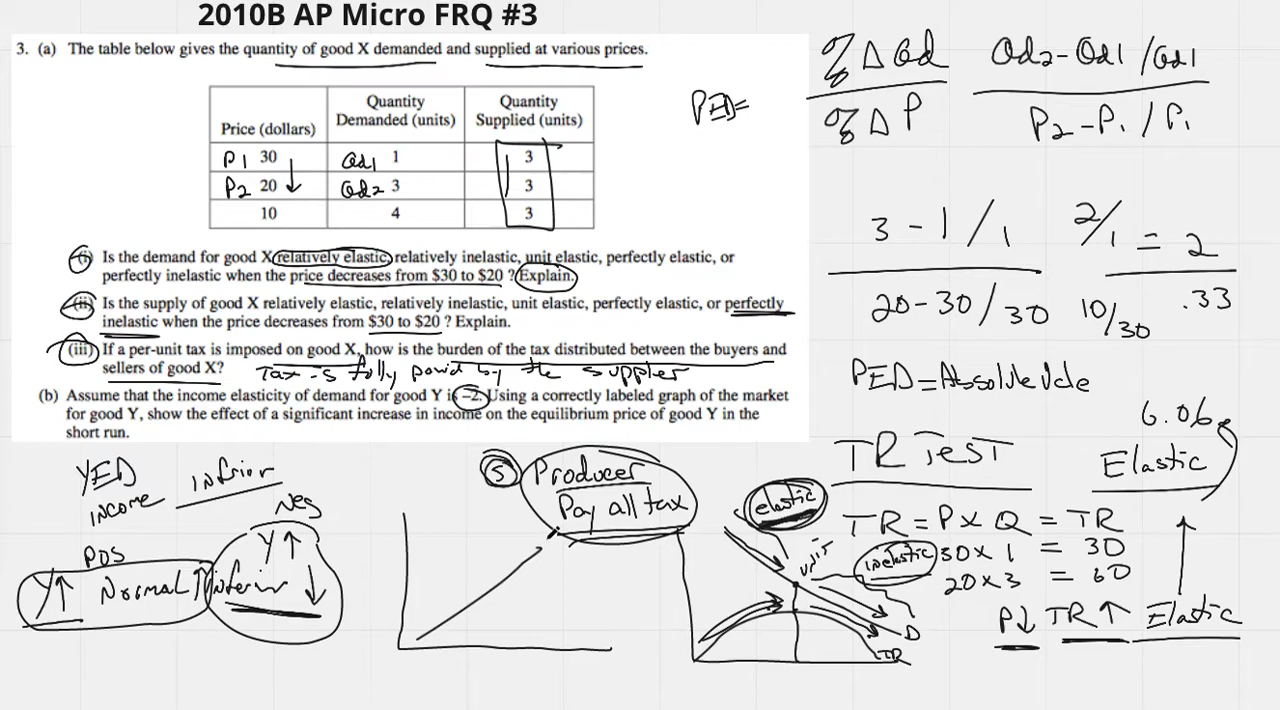 2010B AP Micro FRQ #3
3. (a) The table below gives the quantity of good X demanded and supplied at various prices.
Price (dollars) Quantity Demanded (units) Quantity Supplied (units)
P1 30 Qd1 1 3
P2 20 Qd2 3 3
10 4 3
(i) Is the demand for good X relatively elastic, relatively inelastic, unit elastic, perfectly elastic, or
perfectly inelastic when the price decreases from $30 to $20 ? Explain.
(ii) Is the supply of good X relatively elastic, relatively inelastic, unit elastic, perfectly elastic, or perfectly
inelastic when the price decreases from $30 to $20 ? Explain.
(iii) If a per-unit tax is imposed on good X, how is the burden of the tax distributed between the buyers and
sellers of good X?
Tax is fully paid by the supplier
(b) Assume that the income elasticity of demand for good Y is −2. Using a correctly labeled graph of the market
for good Y, show the effect of a significant increase in income on the equilibrium price of good Y in the
short run.
PED=
% Δ Qd Qd2 - Qd1 / Qd1
% Δ P P2 - P1 / P1
3 - 1 / 1 2/1 = 2
20 - 30 / 30 10/30 .33
PED = Absolute Vale
6.06
TR Test Elastic
TR = P x Q = TR
30 x 1 = 30
20 x 3 = 60
P↓ TR ↑ Elastic
YED
Income
Infrior
Neg
Pos
Y↑
Y↑ Normal ↑
Inferir ↓
S
Producer
Pay all tax
elastic
unit
inelastic
D
TR